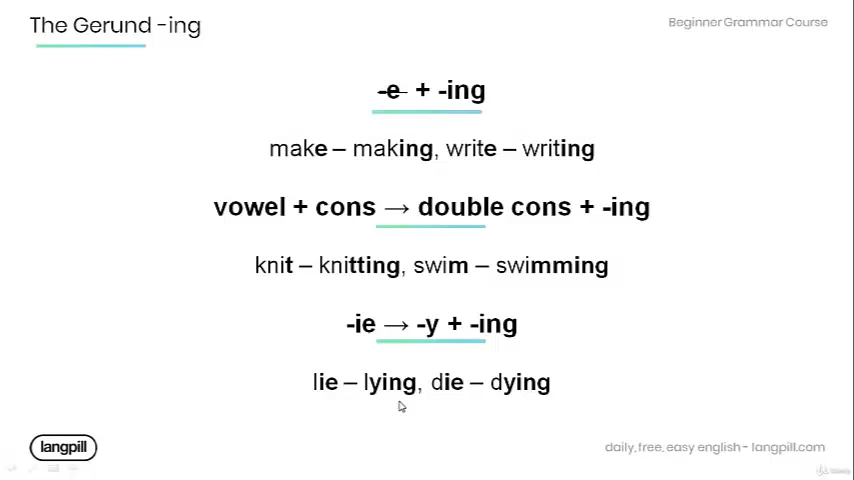 The Gerund -ing
Beginner Grammar Course
-e + -ing
make – making, write – writing
vowel + cons → double cons + -ing
knit – knitting, swim – swimming
-ie → -y + -ing
lie – lying, die – dying
langpill
daily, free, easy english - langpill.com
Udemy